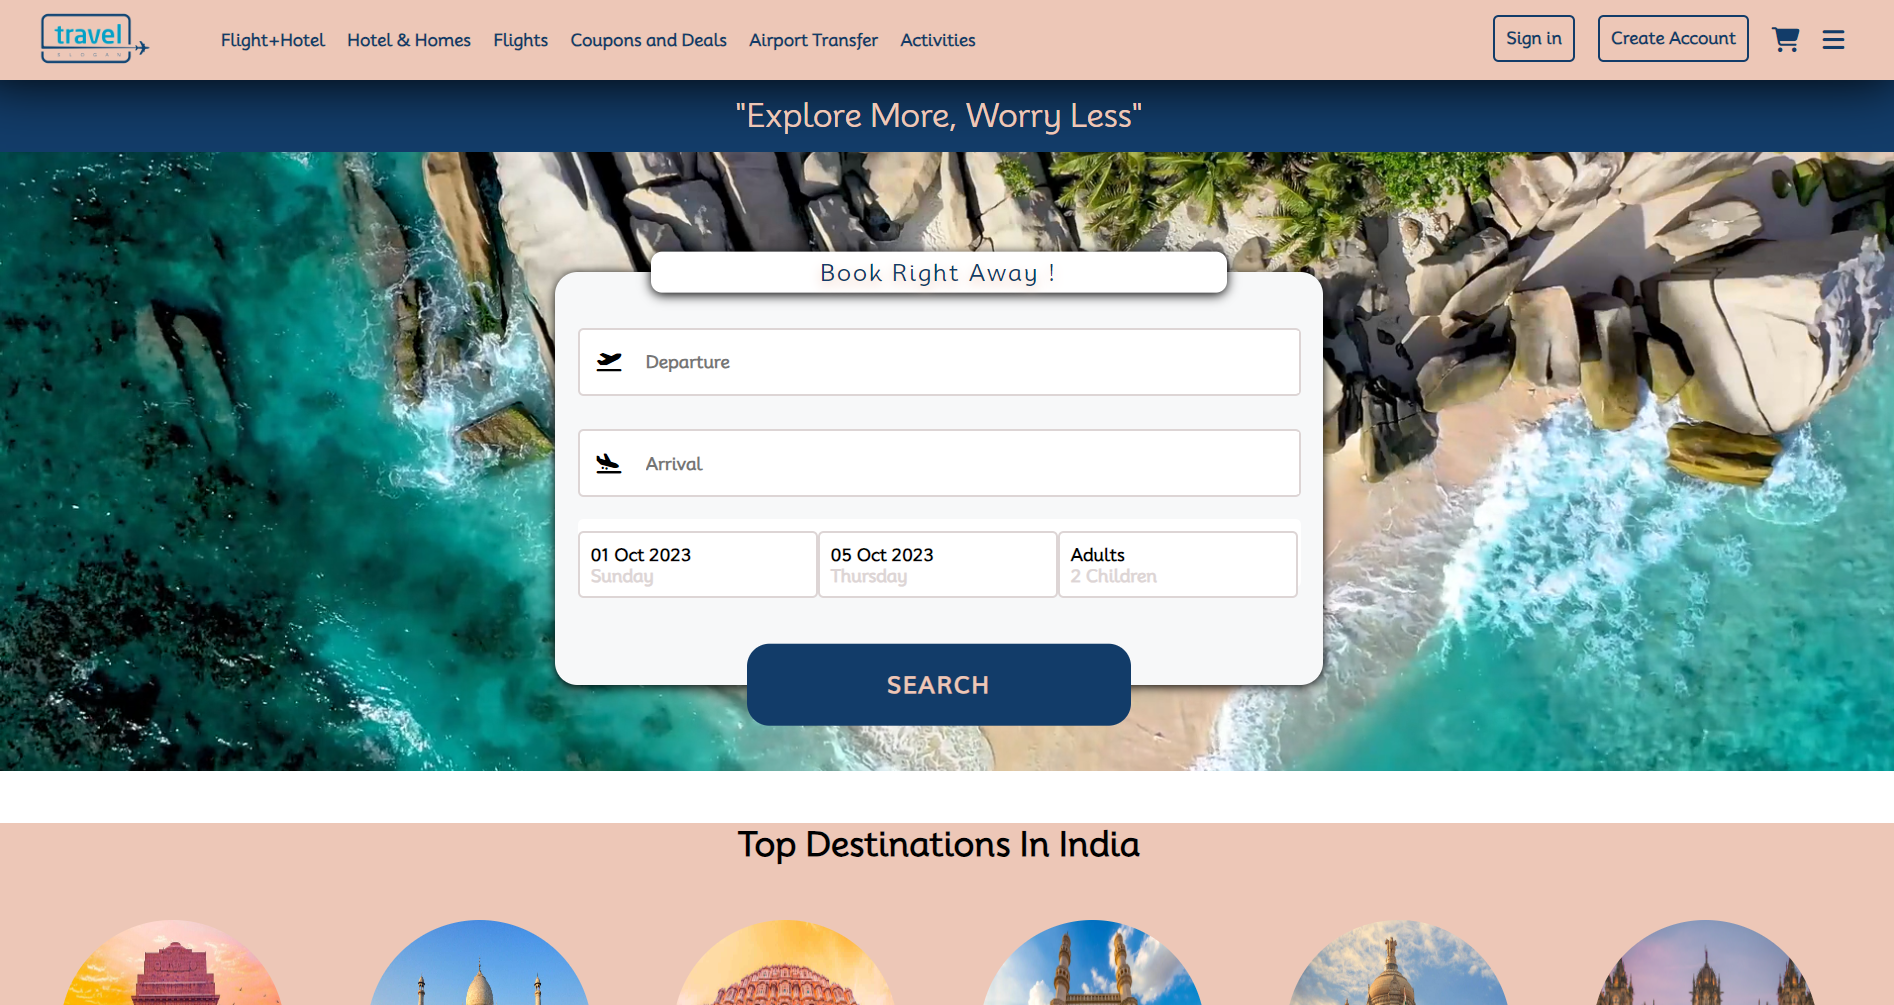 travel
SLOGAN
Flight+Hotel Hotel & Homes Flights Coupons and Deals Airport Transfer Activities
Sign in Create Account
"Explore More, Worry Less"
Book Right Away !
Departure
Arrival
01 Oct 2023 05 Oct 2023 Adults
Sunday Thursday 2 Children
SEARCH
Top Destinations In India